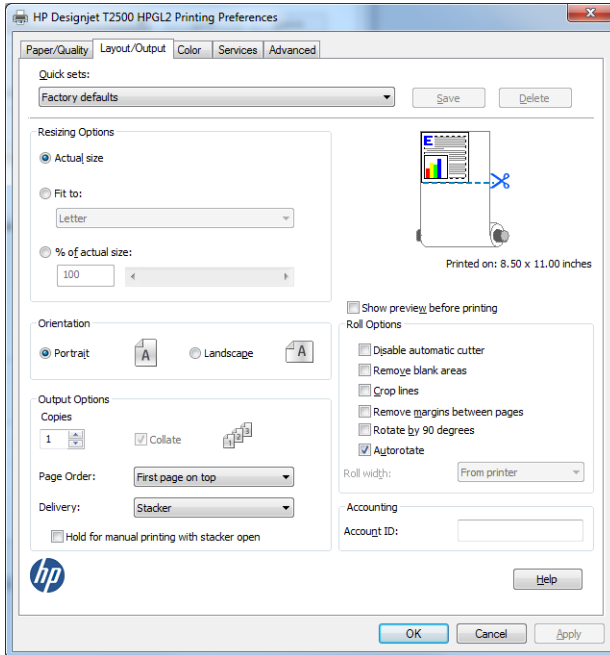 HP Designjet T2500 HPGL2 Printing Preferences
Paper/Quality Layout/Output Color Services Advanced
Quick sets:
Factory defaults Save Delete
Resizing Options
Actual size
Fit to:
Letter
% of actual size:
100
E
Printed on: 8.50 x 11.00 inches
Show preview before printing
Orientation
Portrait A Landscape A
Roll Options
Disable automatic cutter
Remove blank areas
Crop lines
Remove margins between pages
Rotate by 90 degrees
Autorotate
Roll width: From printer
Output Options
Copies
1 Collate 1 2 3
Page Order: First page on top
Delivery: Stacker
Hold for manual printing with stacker open
Accounting
Account ID:
hp
Help
OK Cancel Apply